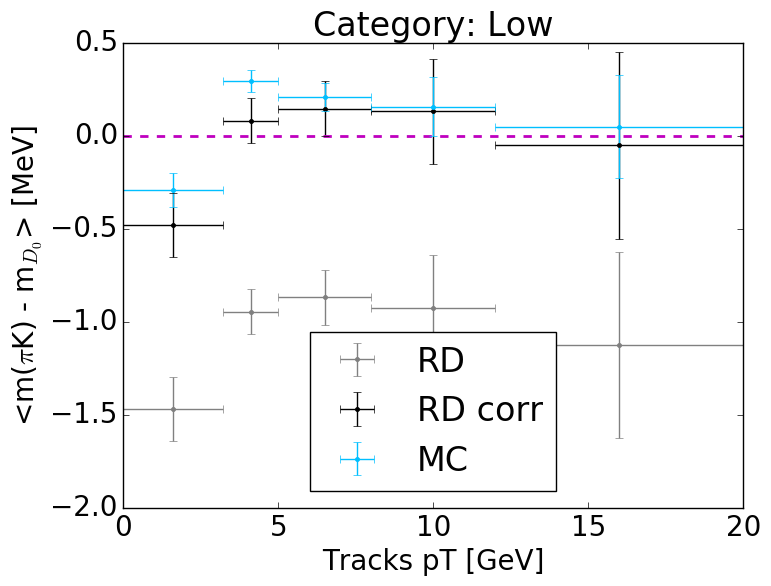 Category: Low
<m(πK) - m_{D_0}> [MeV]
0.5
0.0
−0.5
−1.0
−1.5
−2.0
RD
RD corr
MC
0 5 10 15 20
Tracks pT [GeV]